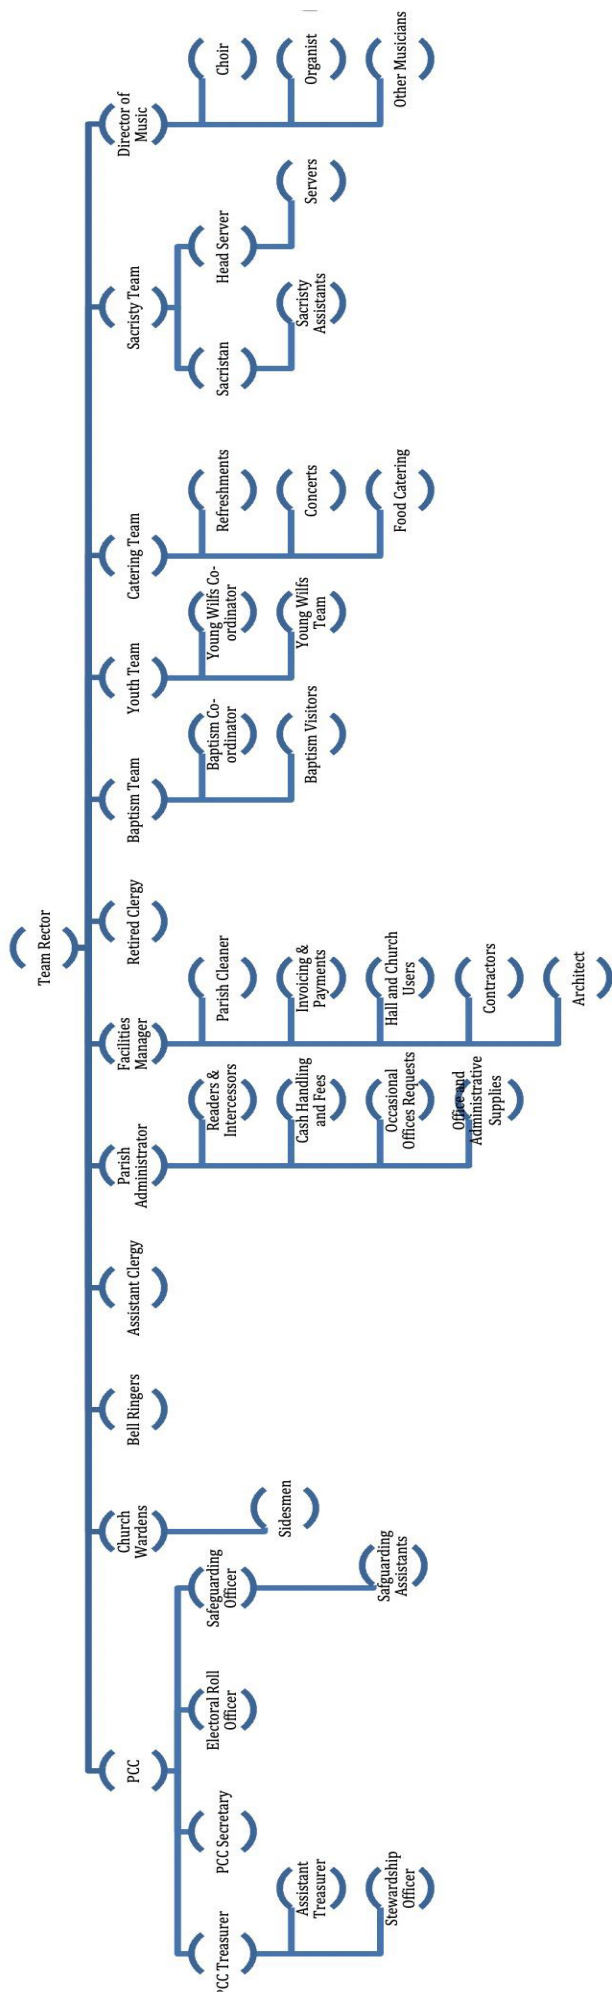 Team Rector
PCC
PCC Treasurer
Assistant
Treasurer
Stewardship
Officer
PCC Secretary
Electoral Roll
Officer
Safeguarding
Officer
Safguarding
Assistants
Church
Wardens
Sidesmen
Bell Ringers
Assistant Clergy
Parish
Administrator
Readers &
Intercessors
Cash Handling
and Fees
Occasional
Offices Requests
Office and
Administrative
Supplies
Facilities
Manager
Parish Cleaner
Invoicing &
Payments
Hall and Church
Users
Contractors
Architect
Retired Clergy
Baptism Team
Baptism Co-
ordinator
Baptism Visitors
Youth Team
Young Wilfs Co-
ordinator
Young Wilfs
Team
Catering Team
Refreshments
Concerts
Food Catering
Sacristy Team
Sacristan
Sacristy
Assistants
Head Server
Servers
Director of
Music
Choir
Organist
Other Musicians